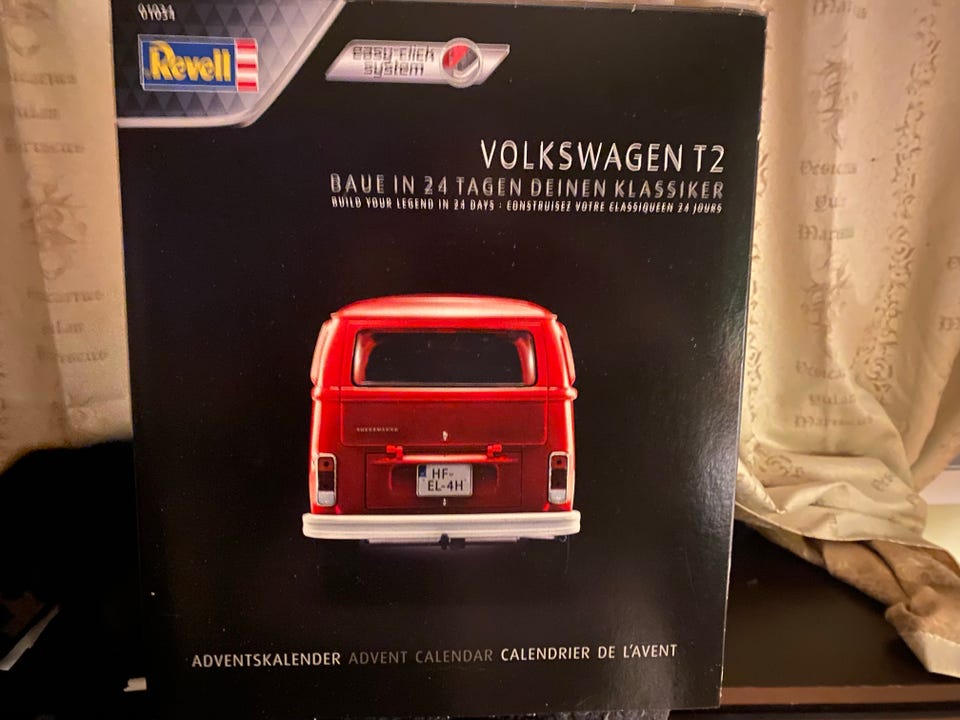 01034
Revell
easy-click
system
VOLKSWAGEN T2
BAUE IN 24 TAGEN DEINEN KLASSIKER
BUILD YOUR LEGEND IN 24 DAYS · CONSTRUISEZ VOTRE CLASSIQUEEN 24 JOURS
VOLKSWAGEN
HF-
EL-4H
ADVENTSKALENDER ADVENT CALENDAR CALENDRIER DE L'AVENT